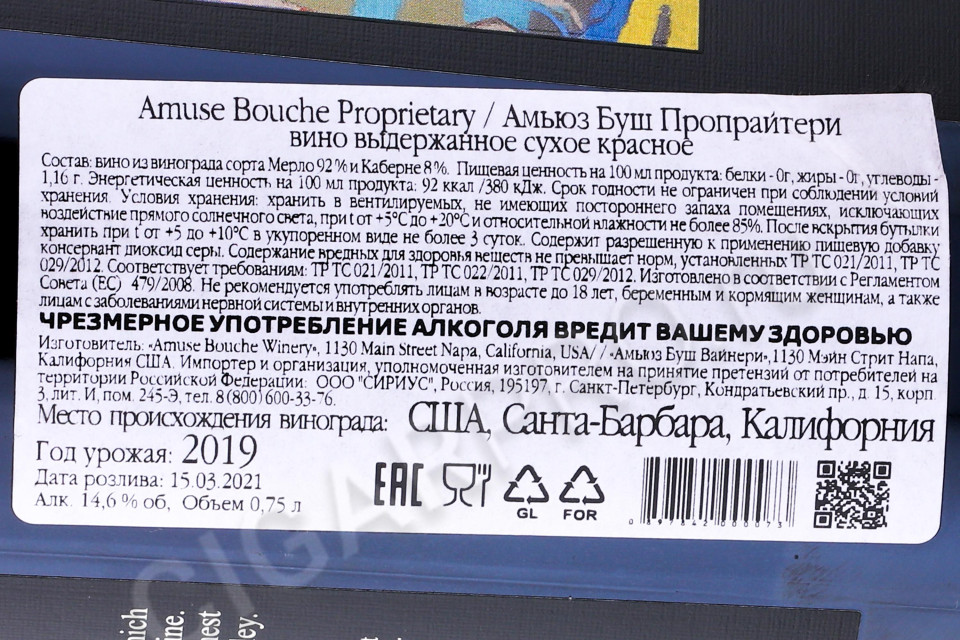 Amuse Bouche Proprietary / Амьюз Буш Пропрайтери
вино выдержанное сухое красное
Состав: вино из винограда сорта Мерло 92 % и Каберне 8%. Пищевая ценность на 100 мл продукта: белки - 0г, жиры - 0г, углеводы -
1,16 г. Энергетическая ценность на 100 мл продукта: 92 ккал /380 кДж. Срок годности не ограничен при соблюдении условий
хранения. Условия хранения: хранить в вентилируемых, не имеющих постороннего запаха помещениях, исключающих
воздействие прямого солнечного света, при t от +5°C до +20°C и относительной влажности не более 85%. После вскрытия бутылки
хранить при t от +5 до +10°C в укупоренном виде не более 3 суток. Содержит разрешенную к применению пищевую добавку
консервант диоксид серы. Содержание вредных для здоровья веществ не превышает норм, установленных ТР ТС 021/2011, ТР ТС
029/2012. Соответствует требованиям: ТР ТС 021/2011, ТР ТС 022/2011, ТР ТС 029/2012. Изготовлено в соответствии с Регламентом
Совета (ЕС) 479/2008. Не рекомендуется употреблять лицам в возрасте до 18 лет, беременным и кормящим женщинам, а также
лицам с заболеваниями нервной системы и внутренних органов.
ЧРЕЗМЕРНОЕ УПОТРЕБЛЕНИЕ АЛКОГОЛЯ ВРЕДИТ ВАШЕМУ ЗДОРОВЬЮ
Изготовитель: «Amuse Bouche Winery», 1130 Main Street Napa, California, USA/ / «Амьюз Буш Вайнери», 1130 Мэйн Стрит Напа,
Калифорния США. Импортер и организация, уполномоченная изготовителем на принятие претензий от потребителей на
территории Российской Федерации: ООО "СИРИУС", Россия, 195197, г. Санкт-Петербург, Кондратьевский пр., д. 15, корп.
3, лит. И, пом. 245-Э, тел. 8 (800) 600-33-76.
Место происхождения винограда: США, Санта-Барбара, Калифорния
Год урожая: 2019
Дата розлива: 15.03.2021
Алк. 14,6 % об, Объем 0,75 л
EAC
GL
FOR
0 897842 000073